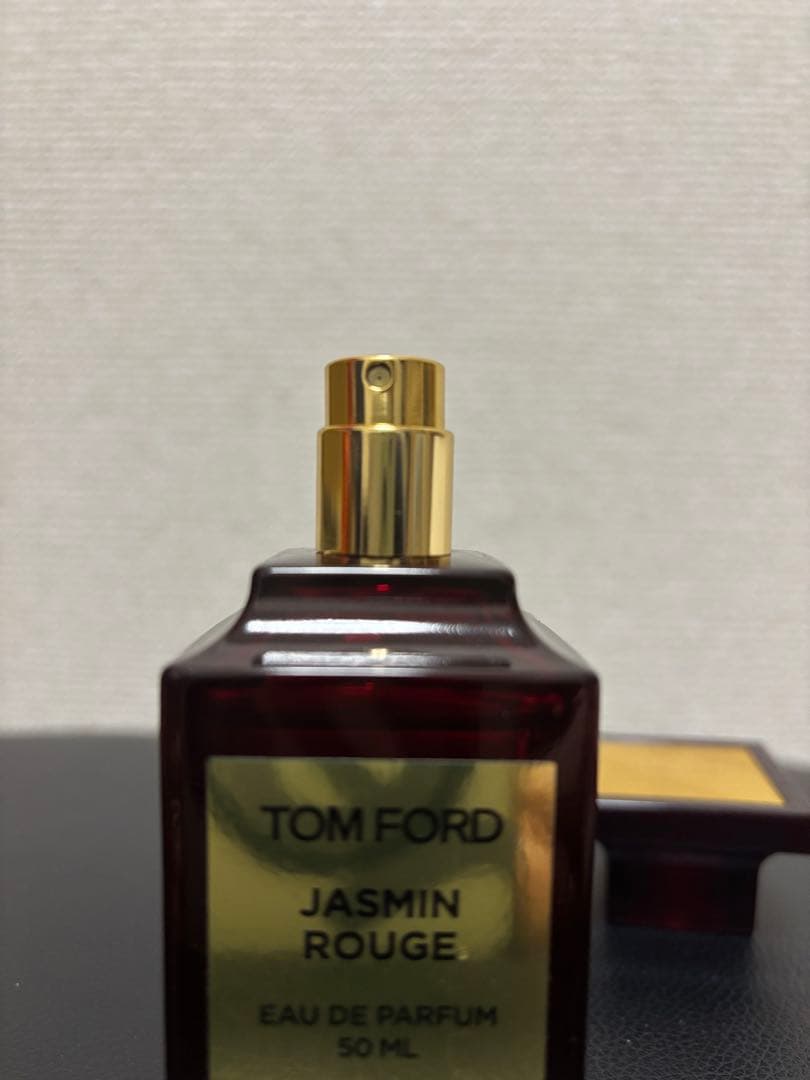 TOM FORD
JASMIN
ROUGE
EAU DE PARFUM
50 ML